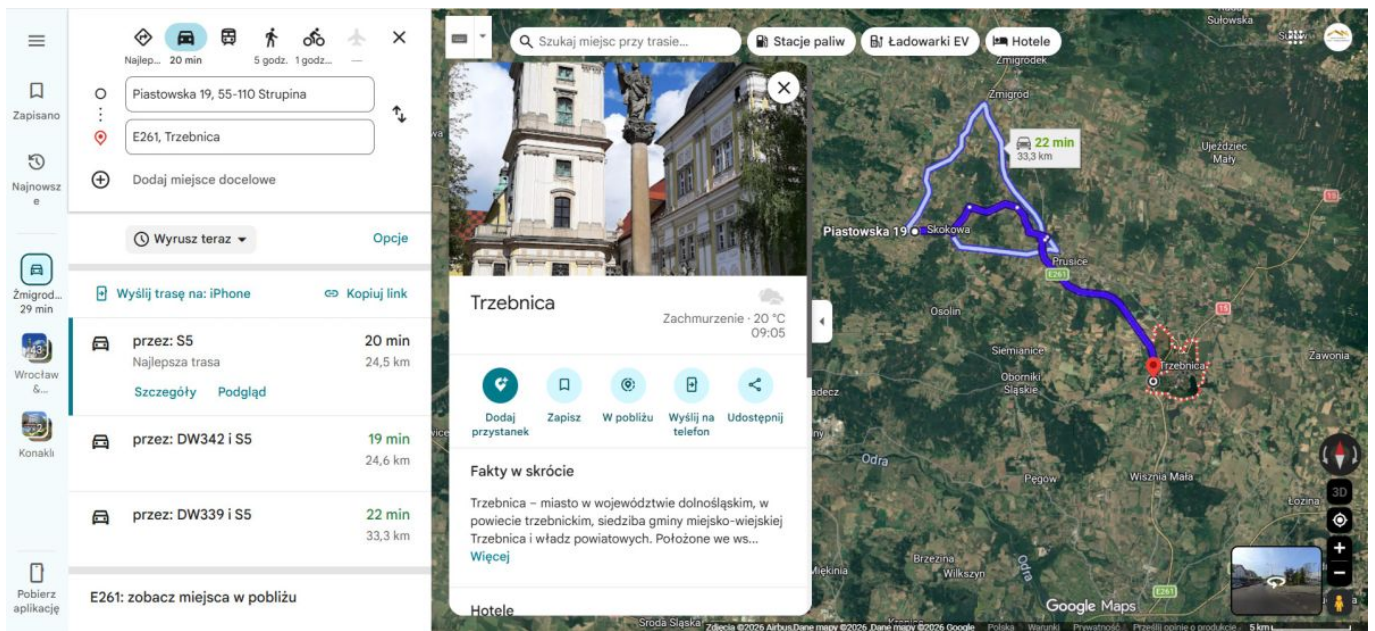 Zapisano
Najnowsz
e
Żmigrod...
29 min
43
Wrocław
&...
+2
Konaklı
Pobierz
aplikację
Najlep...
20 min
5 godz.
1 godz...
—
Piastowska 19, 55-110 Strupina
E261, Trzebnica
Dodaj miejsce docelowe
Wyrusz teraz
Opcje
Wyślij trasę na: iPhone
Kopiuj link
przez: S5
20 min
Najlepsza trasa
24,5 km
Szczegóły
Podgląd
przez: DW342 i S5
19 min
24,6 km
przez: DW339 i S5
22 min
33,3 km
E261: zobacz miejsca w pobliżu
Szukaj miejsc przy trasie...
Stacje paliw
Ładowarki EV
Hotele
Trzebnica
Zachmurzenie · 20 °C
09:05
Dodaj
przystanek
Zapisz
W pobliżu
Wyślij na
telefon
Udostępnij
Fakty w skrócie
Trzebnica – miasto w województwie dolnośląskim, w
powiecie trzebnickim, siedziba gminy miejsko-wiejskiej
Trzebnica i władz powiatowych. Położone we ws...
Więcej
Hotele
Sułowska
Żmigródek
Żmigród
22 min
33,3 km
Ujeździec
Mały
15
Piastowska 19
Skokowa
Prusice
E261
15
Osolin
Siemianice
Trzebnica
Zawonia
Oborniki
Śląskie
Odra
Pęgów
Wisznia Mała
Łozina
Brzezina
Wilkszyn
Odra
Miękinia
E261
Środa Śląska
3D
Google Maps
Zdjęcia ©2026 Airbus,Dane mapy ©2026 ,Dane mapy ©2026 Google
Polska
Warunki
Prywatność
Prześlij opinię o produkcie
5 km